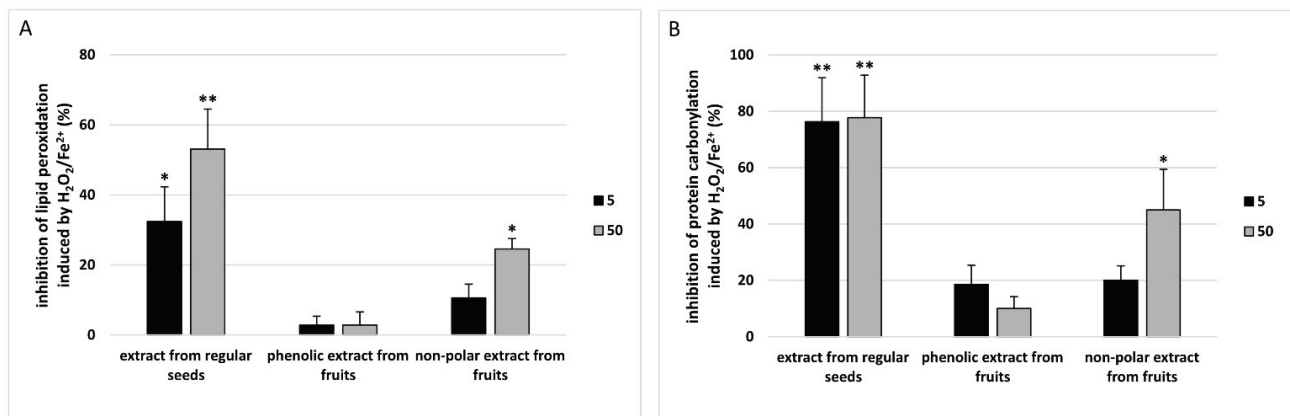 A
inhibition of lipid peroxidation
induced by H₂O₂/Fe²⁺ (%)
80
60
40
20
0
*
**
*
extract from regular
seeds
phenolic extract from
fruits
non-polar extract from
fruits
5
50
B
inhibition of protein carbonylation
induced by H₂O₂/Fe²⁺ (%)
100
80
60
40
20
0
**
**
*
extract from regular
seeds
phenolic extract from
fruits
non-polar extract
from fruits
5
50